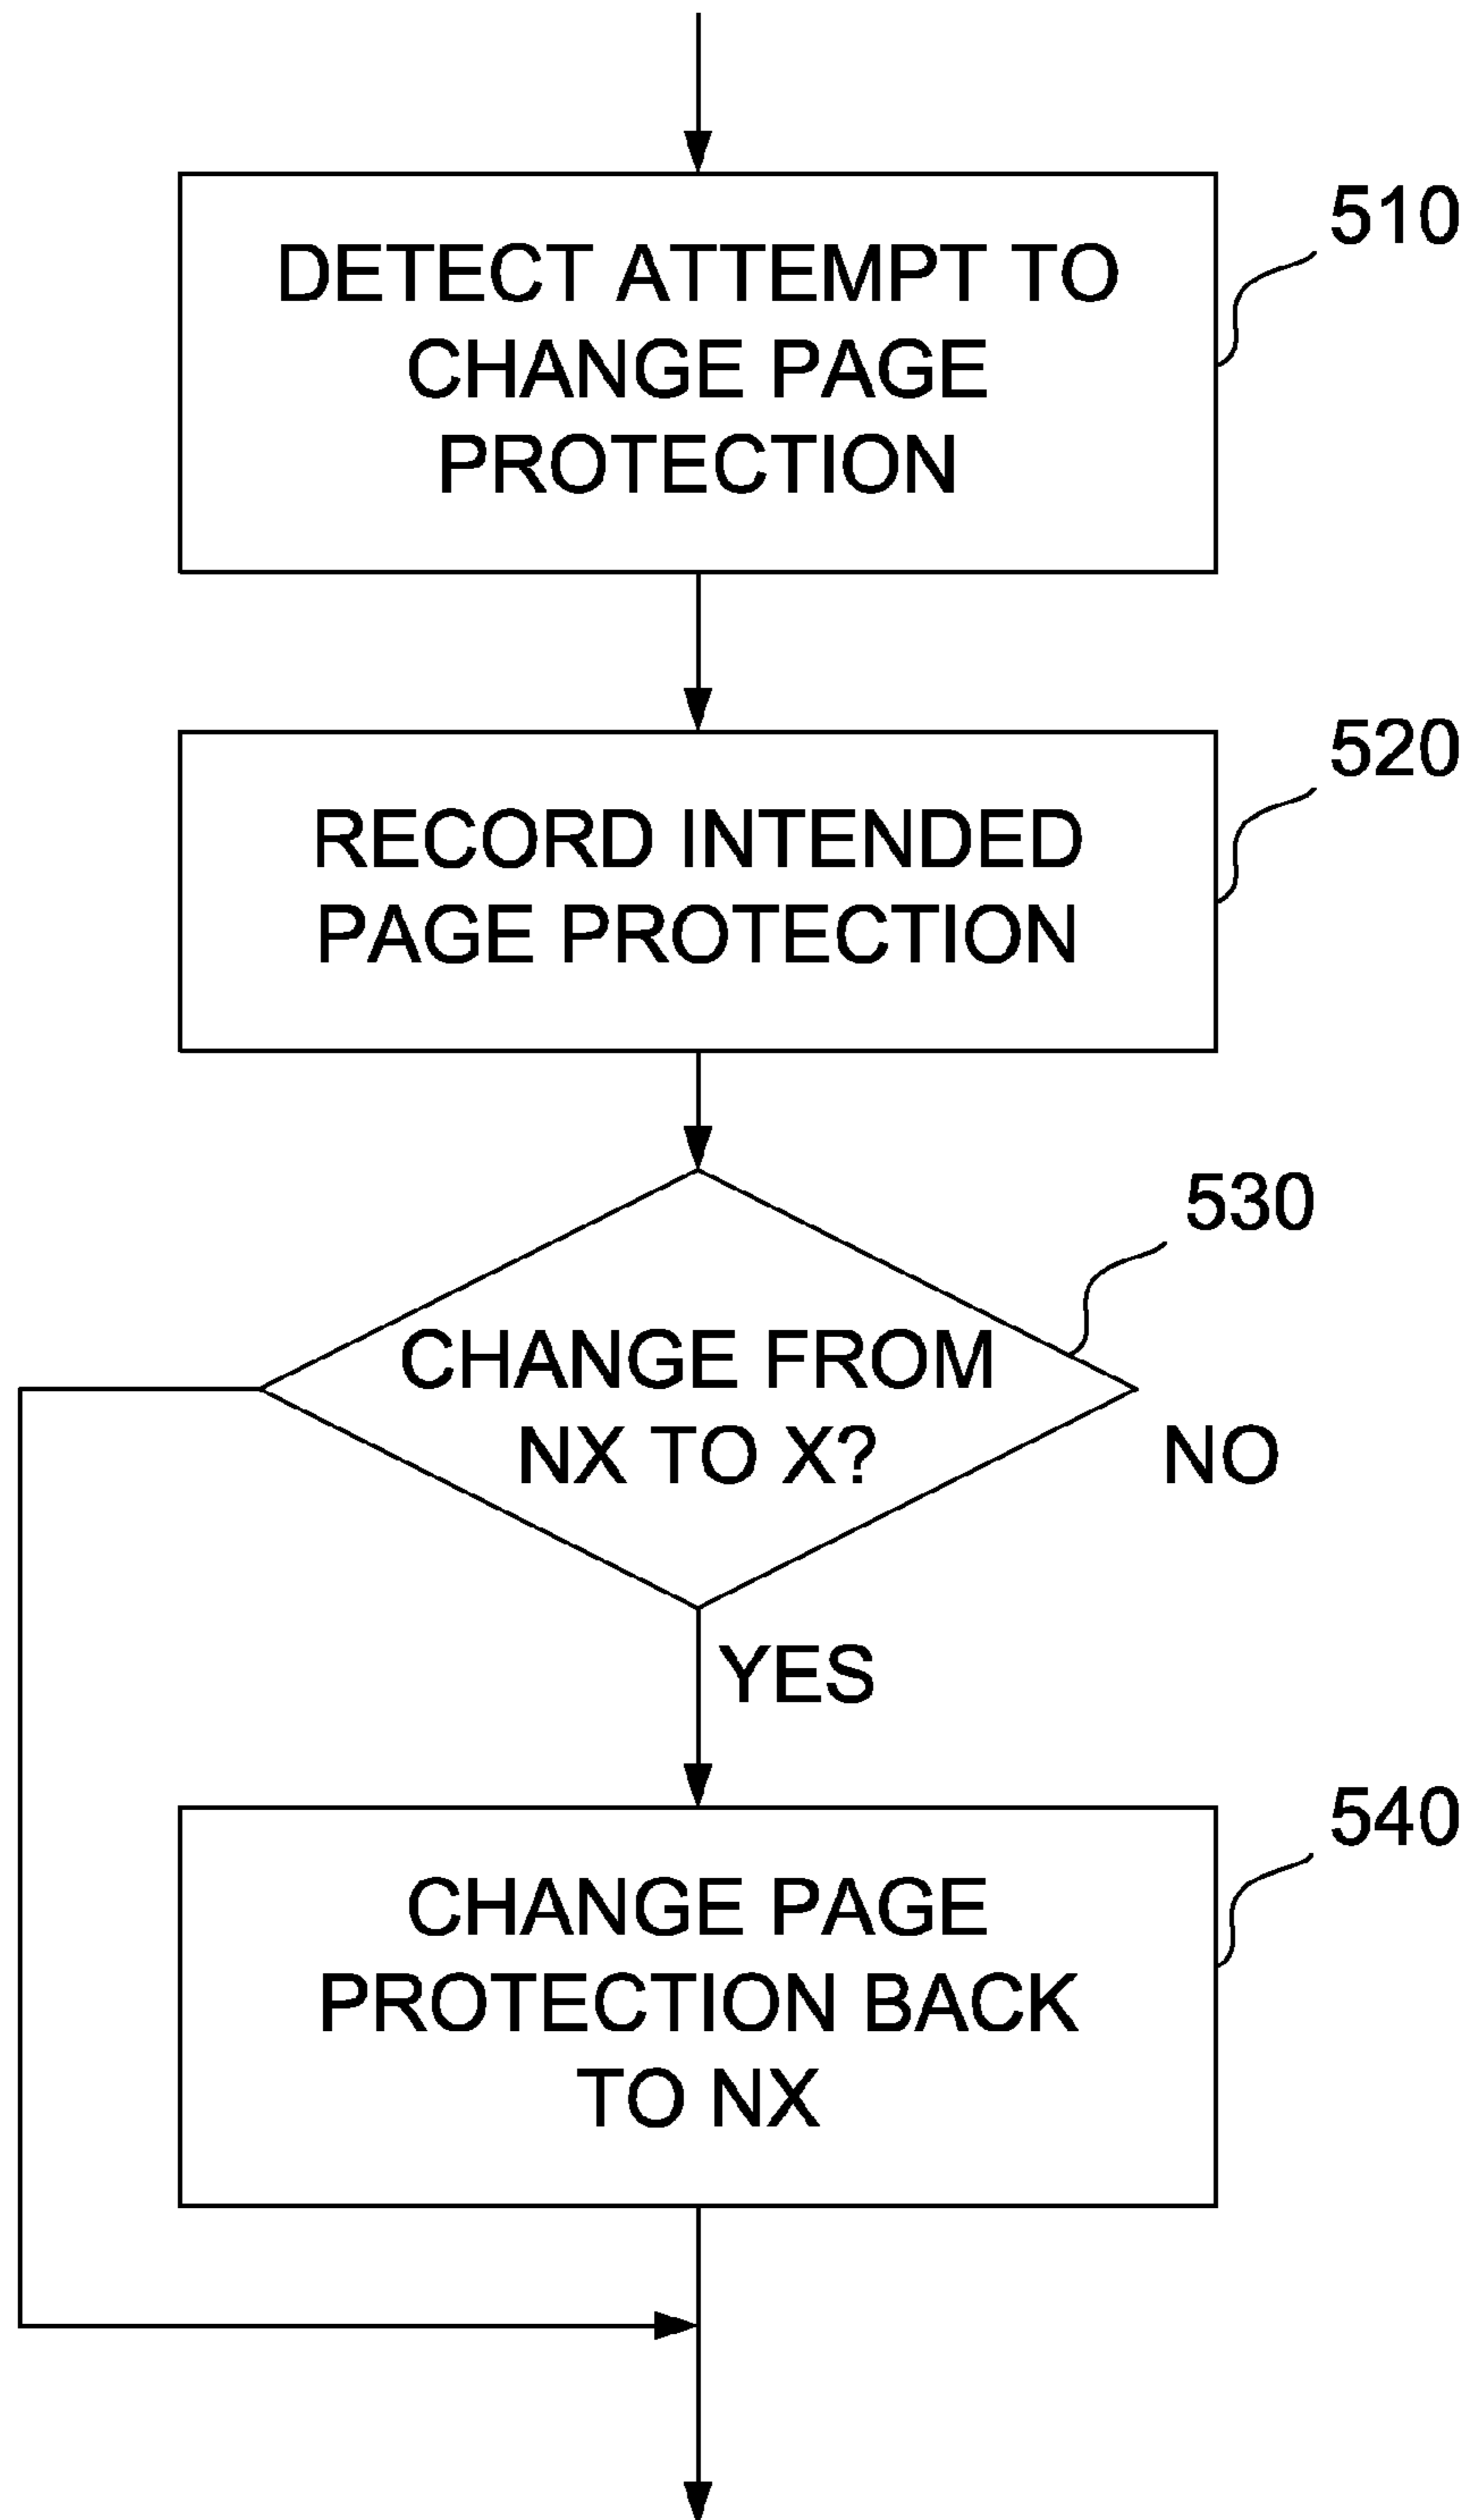 510
DETECT ATTEMPT TO
CHANGE PAGE
PROTECTION
520
RECORD INTENDED
PAGE PROTECTION
530
CHANGE FROM
NX TO X?
NO
YES
540
CHANGE PAGE
PROTECTION BACK
TO NX